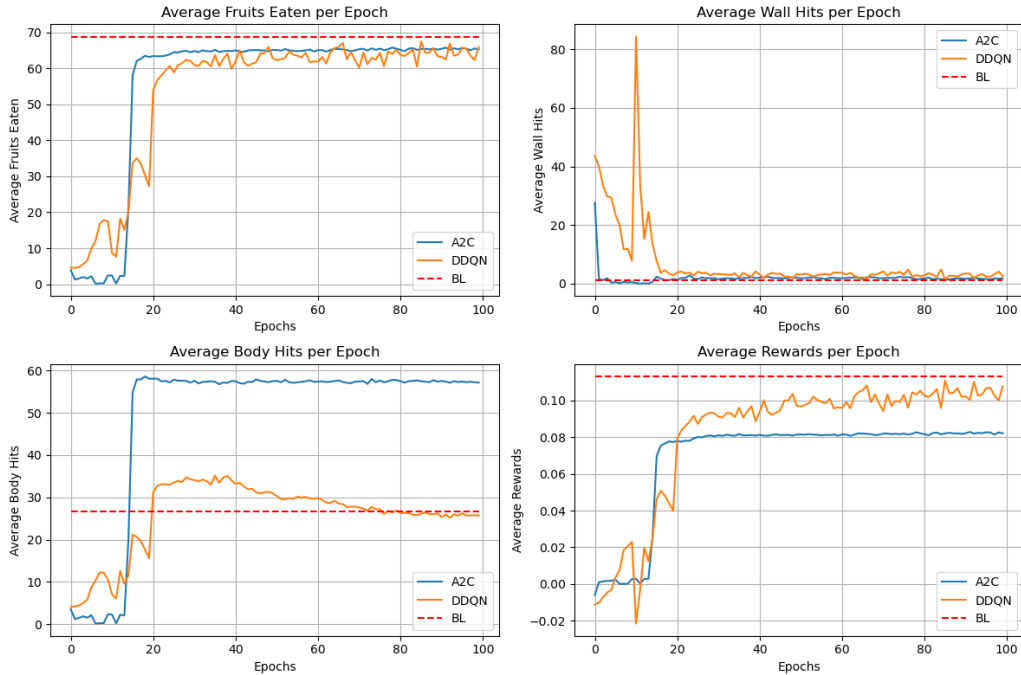 Average Fruits Eaten per Epoch
70
60
50
40
30
20
10
0
Average Fruits Eaten
0 20 40 60 80 100
Epochs
A2C
DDQN
BL
Average Wall Hits per Epoch
80
60
40
20
0
Average Wall Hits
0 20 40 60 80 100
Epochs
A2C
DDQN
BL
Average Body Hits per Epoch
60
50
40
30
20
10
0
Average Body Hits
0 20 40 60 80 100
Epochs
A2C
DDQN
BL
Average Rewards per Epoch
0.10
0.08
0.06
0.04
0.02
0.00
−0.02
Average Rewards
0 20 40 60 80 100
Epochs
A2C
DDQN
BL